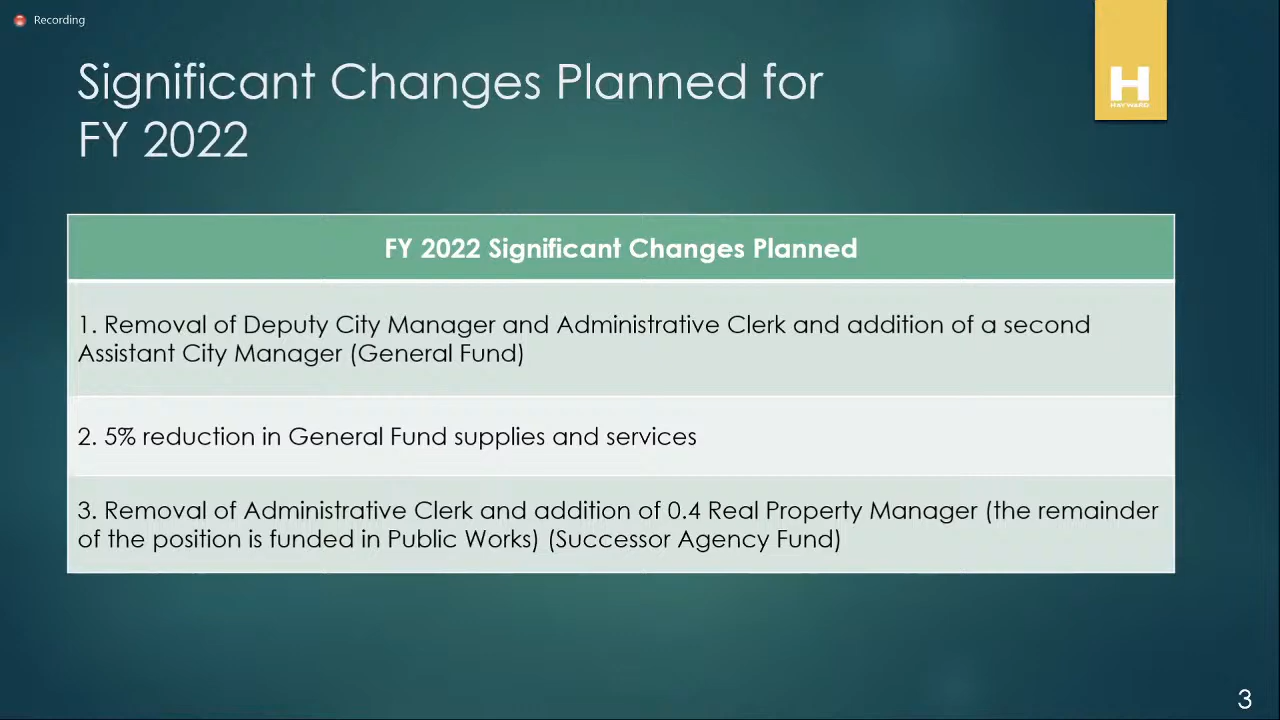 Recording
Significant Changes Planned for
FY 2022
H
HAYWARD
FY 2022 Significant Changes Planned
1. Removal of Deputy City Manager and Administrative Clerk and addition of a second
Assistant City Manager (General Fund)
2. 5% reduction in General Fund supplies and services
3. Removal of Administrative Clerk and addition of 0.4 Real Property Manager (the remainder
of the position is funded in Public Works) (Successor Agency Fund)
3